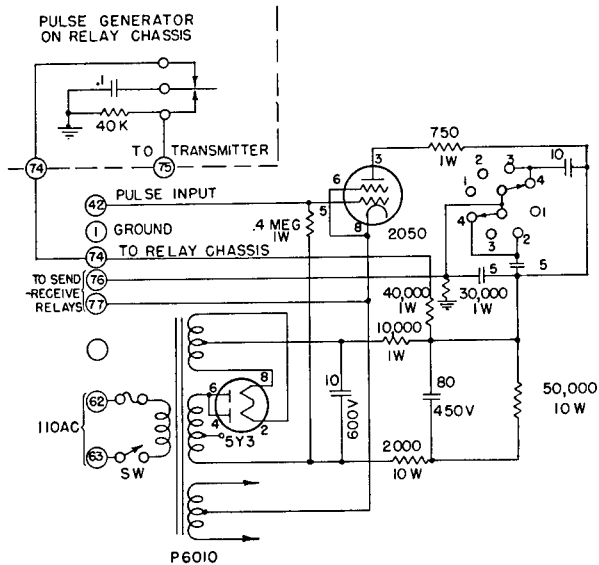 PULSE GENERATOR
ON RELAY CHASSIS
.1
40 K
TO TRANSMITTER
74
75
42 PULSE INPUT
1 GROUND
74 TO RELAY CHASSIS
76
TO SEND
-RECEIVE
RELAYS
77
62
110AC
63
SW
P6010
.4 MEG
1W
6
5
3
8
2050
750
1W
10
2
3
1
4
4
1
3
2
5
5
30,000
1W
40,000
1W
10,000
1W
10
600V
80
450V
50,000
10 W
2000
10 W
6
4
8
2
5Y3